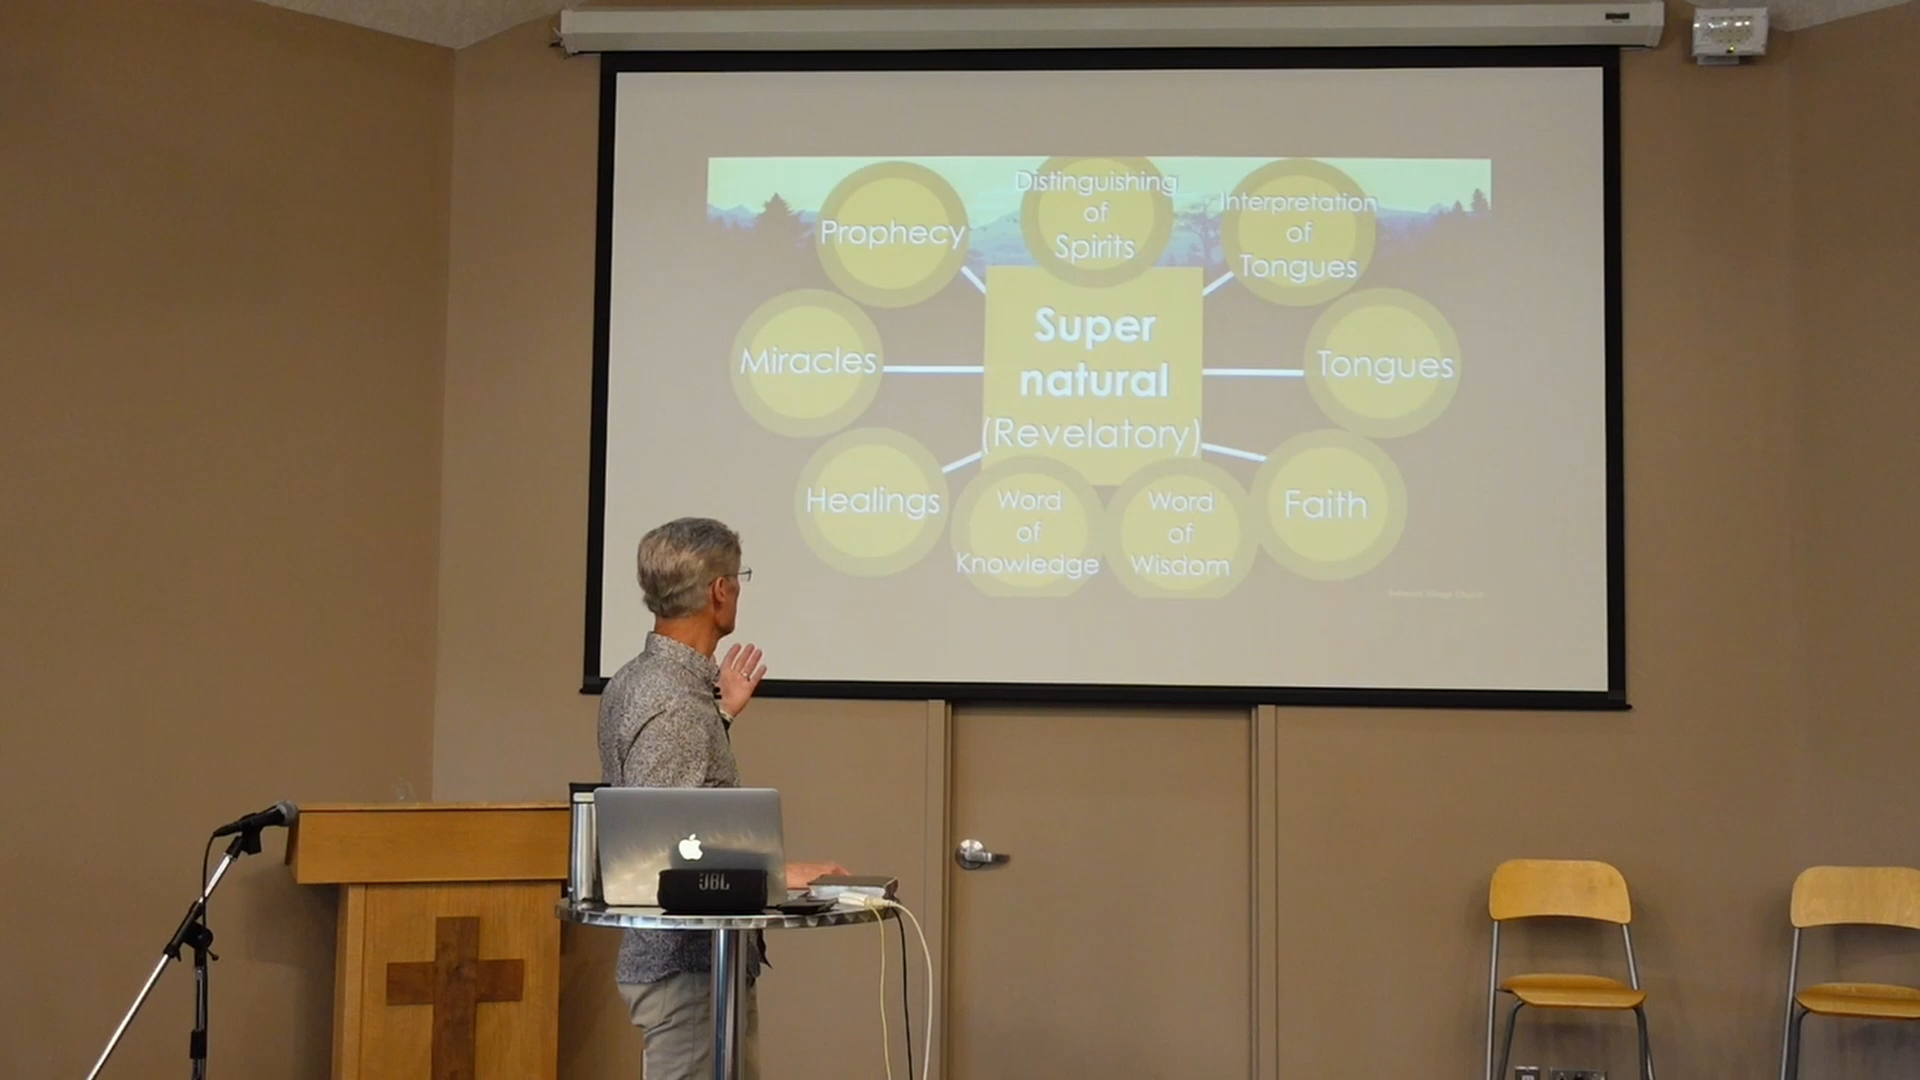 Distinguishing
of
Spirits
Interpretation
of
Tongues
Prophecy
Super
natural
(Revelatory)
Miracles
Tongues
Healings
Word
of
Knowledge
Word
of
Wisdom
Faith
JBL